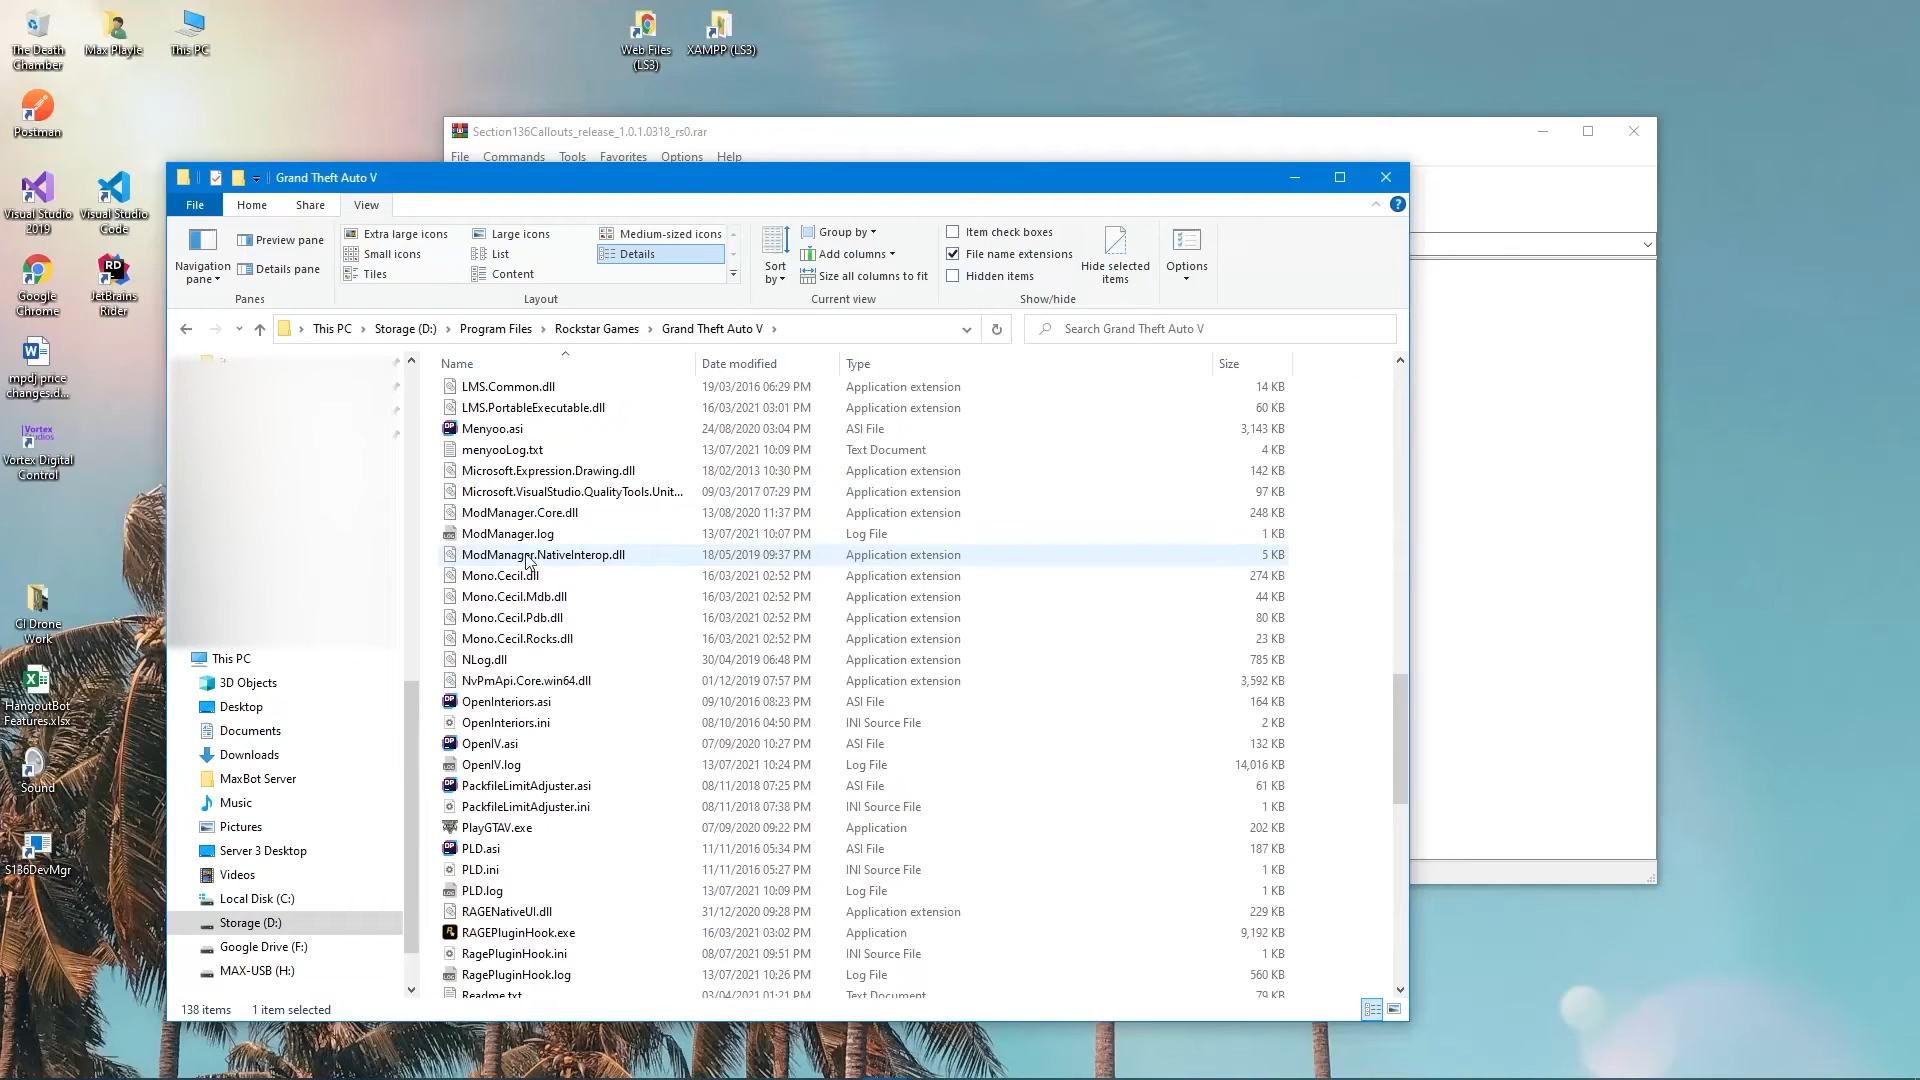 The Death
Chamber
Max Playle
This PC
Web Files
(LS3)
XAMPP (LS3)
Postman
Visual Studio
2019
Visual Studio
Code
Google
Chrome
RD
JetBrains
Rider
mpdj price
changes.d...
Vortex
Studios
Vortex Digital
Control
CI Drone
Work
HangoutBot
Features.xlsx
Sound
S136DevMgr
Section136Callouts_release_1.0.1.0318_rs0.rar
File Commands Tools Favorites Options Help
Grand Theft Auto V
File Home Share View
Navigation
pane
Preview pane
Details pane
Panes
Extra large icons Large icons Medium-sized icons
Small icons List Details
Tiles Content
Layout
Sort
by
Group by
Add columns
Size all columns to fit
Current view
Item check boxes
File name extensions
Hidden items
Hide selected
items
Show/hide
Options
This PC Storage (D:) Program Files Rockstar Games Grand Theft Auto V
Search Grand Theft Auto V
This PC
3D Objects
Desktop
Documents
Downloads
MaxBot Server
Music
Pictures
Server 3 Desktop
Videos
Local Disk (C:)
Storage (D:)
Google Drive (F:)
MAX-USB (H:)
Name Date modified Type Size
LMS.Common.dll 19/03/2016 06:29 PM Application extension 14 KB
LMS.PortableExecutable.dll 16/03/2021 03:01 PM Application extension 60 KB
Menyoo.asi 24/08/2020 03:04 PM ASI File 3,143 KB
menyooLog.txt 13/07/2021 10:09 PM Text Document 4 KB
Microsoft.Expression.Drawing.dll 18/02/2013 10:30 PM Application extension 142 KB
Microsoft.VisualStudio.QualityTools.Unit... 09/03/2017 07:29 PM Application extension 97 KB
ModManager.Core.dll 13/08/2020 11:37 PM Application extension 248 KB
ModManager.log 13/07/2021 10:07 PM Log File 1 KB
ModManager.NativeInterop.dll 18/05/2019 09:37 PM Application extension 5 KB
Mono.Cecil.dll 16/03/2021 02:52 PM Application extension 274 KB
Mono.Cecil.Mdb.dll 16/03/2021 02:52 PM Application extension 44 KB
Mono.Cecil.Pdb.dll 16/03/2021 02:52 PM Application extension 80 KB
Mono.Cecil.Rocks.dll 16/03/2021 02:52 PM Application extension 23 KB
NLog.dll 30/04/2019 06:48 PM Application extension 785 KB
NvPmApi.Core.win64.dll 01/12/2019 07:57 PM Application extension 3,592 KB
OpenInteriors.asi 09/10/2016 08:23 PM ASI File 164 KB
OpenInteriors.ini 08/10/2016 04:50 PM INI Source File 2 KB
OpenIV.asi 07/09/2020 10:27 PM ASI File 132 KB
OpenIV.log 13/07/2021 10:24 PM Log File 14,016 KB
PackfileLimitAdjuster.asi 08/11/2018 07:25 PM ASI File 61 KB
PackfileLimitAdjuster.ini 08/11/2018 07:38 PM INI Source File 1 KB
PlayGTAV.exe 07/09/2020 09:22 PM Application 202 KB
PLD.asi 11/11/2016 05:34 PM ASI File 187 KB
PLD.ini 11/11/2016 05:27 PM INI Source File 1 KB
PLD.log 13/07/2021 10:09 PM Log File 1 KB
RAGENativeUI.dll 31/12/2020 09:28 PM Application extension 229 KB
RAGEPluginHook.exe 16/03/2021 03:02 PM Application 9,192 KB
RagePluginHook.ini 08/07/2021 09:51 PM INI Source File 1 KB
RagePluginHook.log 13/07/2021 10:26 PM Log File 560 KB
Readme.txt 03/04/2021 01:21 PM Text Document 79 KB
138 items 1 item selected